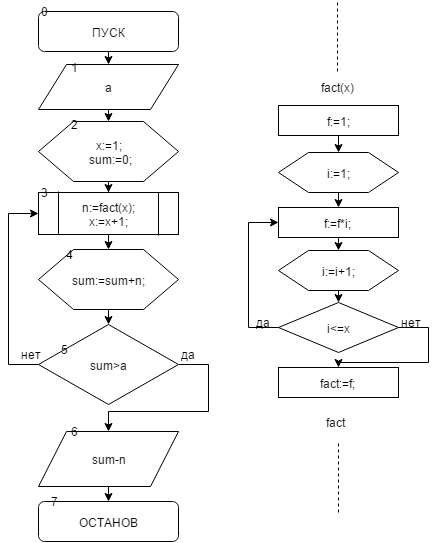 0
ПУСК
1
a
2
x:=1;
sum:=0;
3
n:=fact(x);
x:=x+1;
4
sum:=sum+n;
5
sum>a
нет
да
6
sum-n
7
ОСТАНОВ
fact(x)
f:=1;
i:=1;
f:=f*i;
i:=i+1;
i<=x
да
нет
fact:=f;
fact